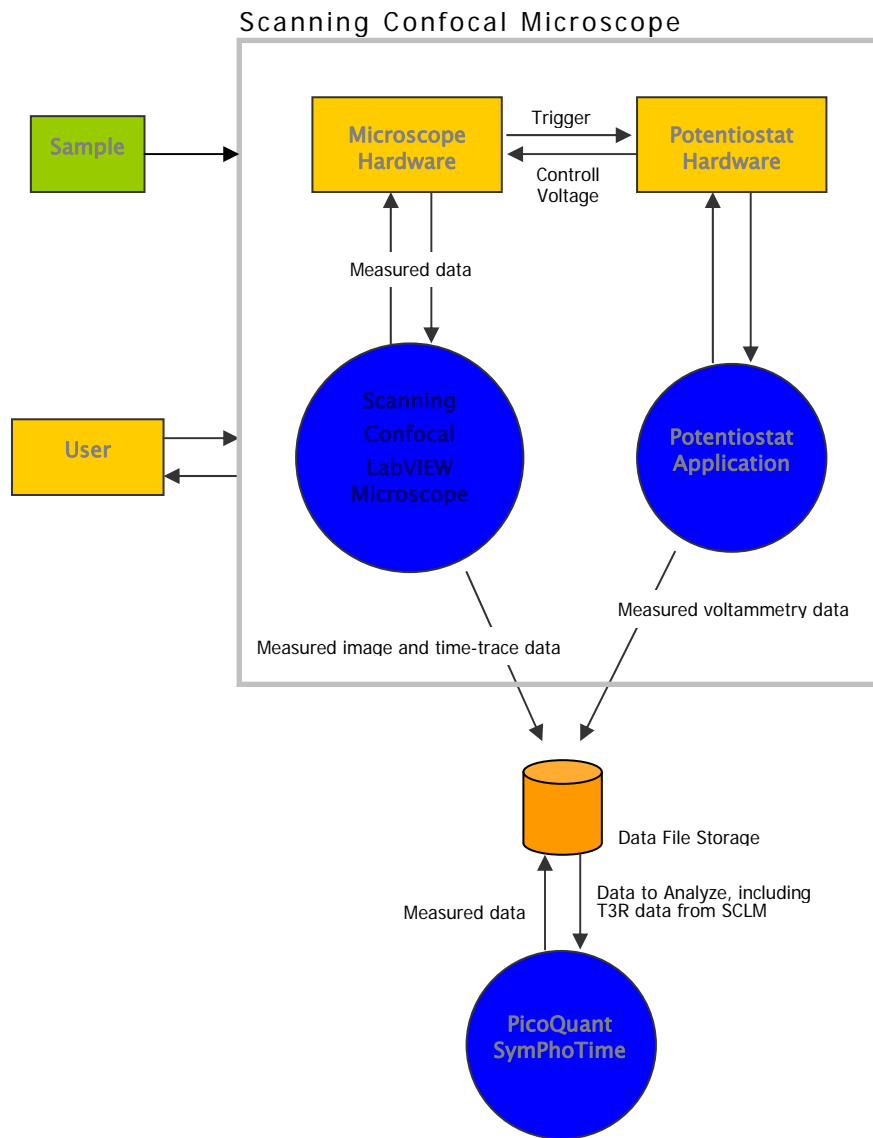 Scanning Confocal Microscope
Sample
Microscope
Hardware
Trigger
Controll
Voltage
Potentiostat
Hardware
Measured data
User
Scanning
Confocal
LabVIEW
Microscope
Potentiostat
Application
Measured voltammetry data
Measured image and time-trace data
Data File Storage
Measured data
Data to Analyze, including
T3R data from SCLM
PicoQuant
SymPhoTime